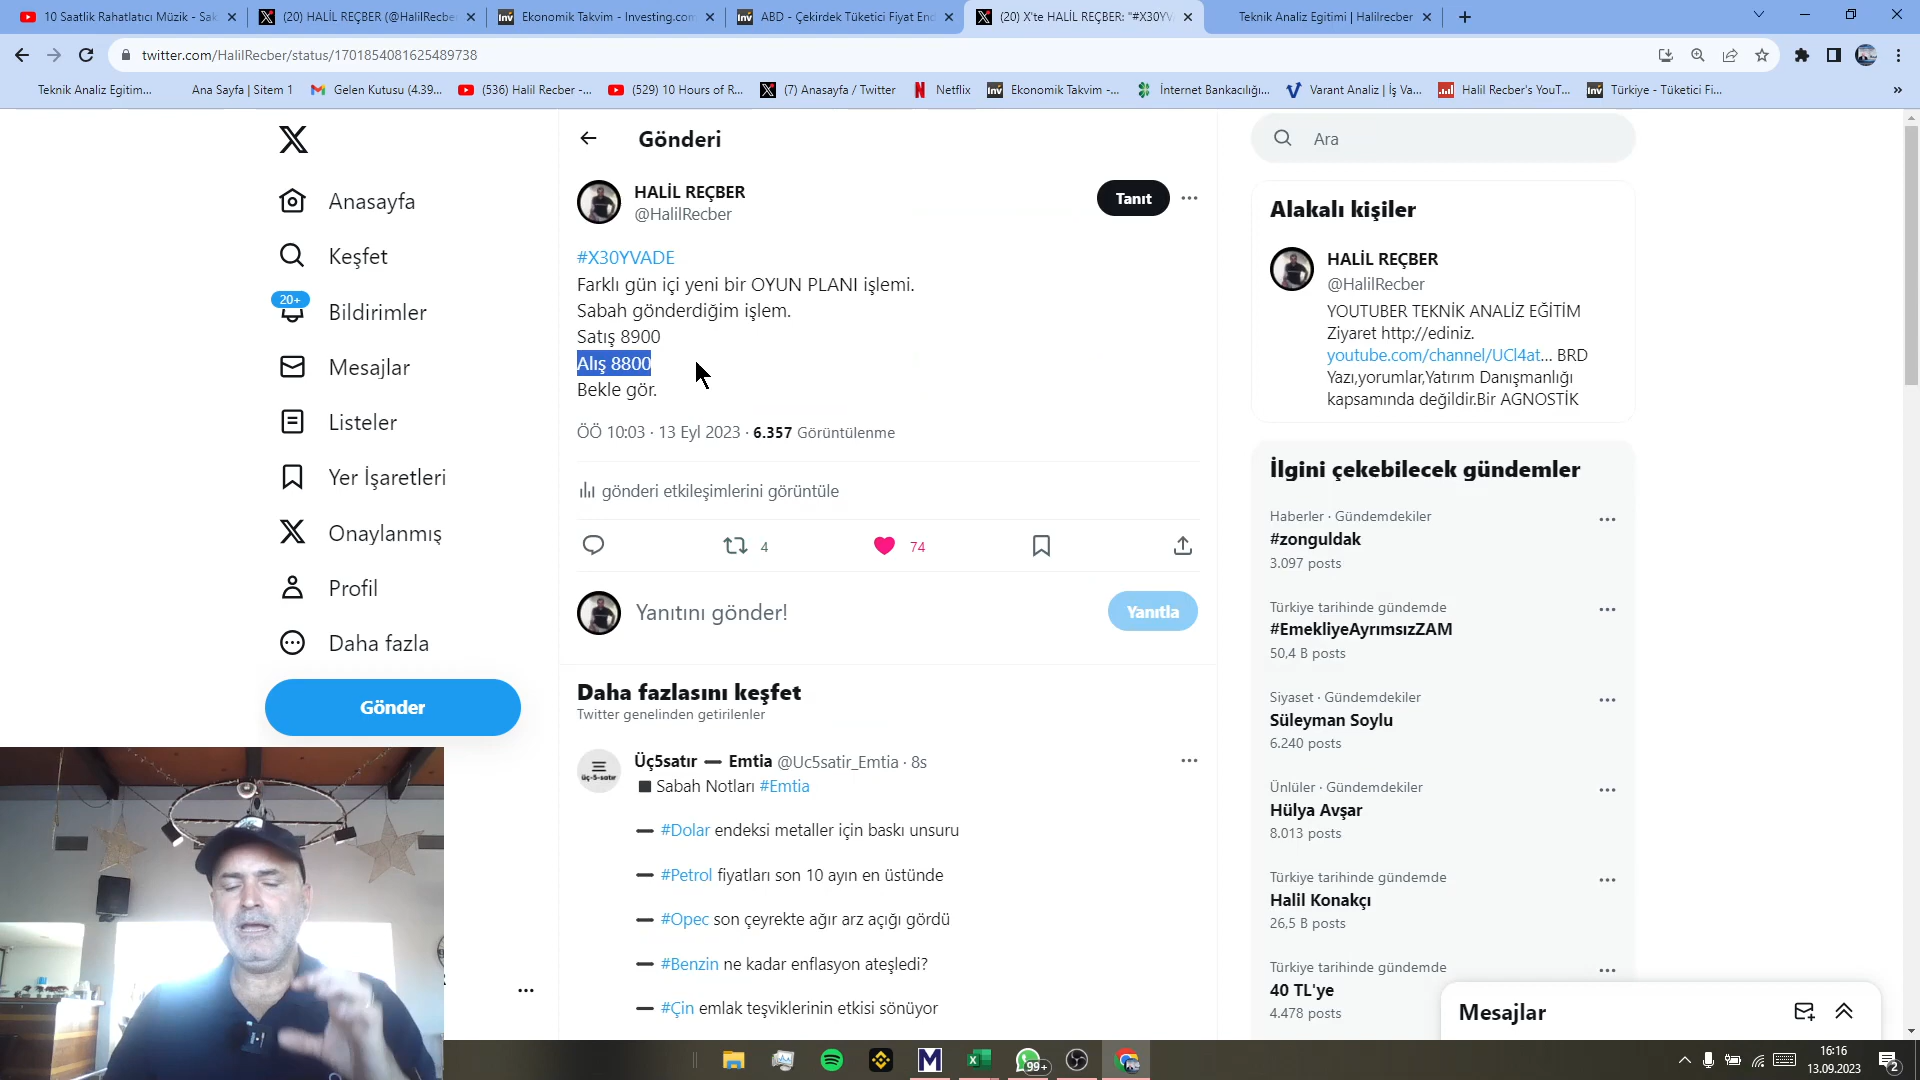 10 Saatlik Rahatlatıcı Müzik - Sak
(20) HALİL REÇBER (@HalilRecber
Ekonomik Takvim - Investing.com
ABD - Çekirdek Tüketici Fiyat End
(20) X'te HALİL REÇBER: "#X30YV
Teknik Analiz Egitimi | Halilrecber
twitter.com/HalilRecber/status/1701854081625489738
Teknik Analiz Egitim...
Ana Sayfa | Sitem 1
Gelen Kutusu (4.39...
(536) Halil Recber -...
(529) 10 Hours of R...
(7) Anasayfa / Twitter
Netflix
Ekonomik Takvim -...
İnternet Bankacılığı...
Varant Analiz | İş Va...
Halil Recber's YouT...
Türkiye - Tüketici Fi...
Anasayfa
Keşfet
20+
Bildirimler
Mesajlar
Listeler
Yer İşaretleri
Onaylanmış
Profil
Daha fazla
Gönder
Gönderi
HALİL REÇBER
@HalilRecber
Tanıt
#X30YVADE
Farklı gün içi yeni bir OYUN PLANI işlemi.
Sabah gönderdiğim işlem.
Satış 8900
Alış 8800
Bekle gör.
ÖÖ 10:03 · 13 Eyl 2023 · 6.357 Görüntülenme
gönderi etkileşimlerini görüntüle
4
74
Yanıtını gönder!
Yanıtla
Daha fazlasını keşfet
Twitter genelinden getirilenler
üç-5-satır
Üç5satır — Emtia @Uc5satir_Emtia · 8s
Sabah Notları #Emtia
— #Dolar endeksi metaller için baskı unsuru
— #Petrol fiyatları son 10 ayın en üstünde
— #Opec son çeyrekte ağır arz açığı gördü
— #Benzin ne kadar enflasyon ateşledi?
— #Çin emlak teşviklerinin etkisi sönüyor
Ara
Alakalı kişiler
HALİL REÇBER
@HalilRecber
YOUTUBER TEKNİK ANALİZ EĞİTİM
Ziyaret http://ediniz.
youtube.com/channel/UCl4at... BRD
Yazı,yorumlar,Yatırım Danışmanlığı
kapsamında değildir.Bir AGNOSTİK
İlgini çekebilecek gündemler
Haberler · Gündemdekiler
#zonguldak
3.097 posts
Türkiye tarihinde gündemde
#EmekliyeAyrımsızZAM
50,4 B posts
Siyaset · Gündemdekiler
Süleyman Soylu
6.240 posts
Ünlüler · Gündemdekiler
Hülya Avşar
8.013 posts
Türkiye tarihinde gündemde
Halil Konakçı
26,5 B posts
Türkiye tarihinde gündemde
40 TL'ye
4.478 posts
Mesajlar
99+
16:16
13.09.2023
2